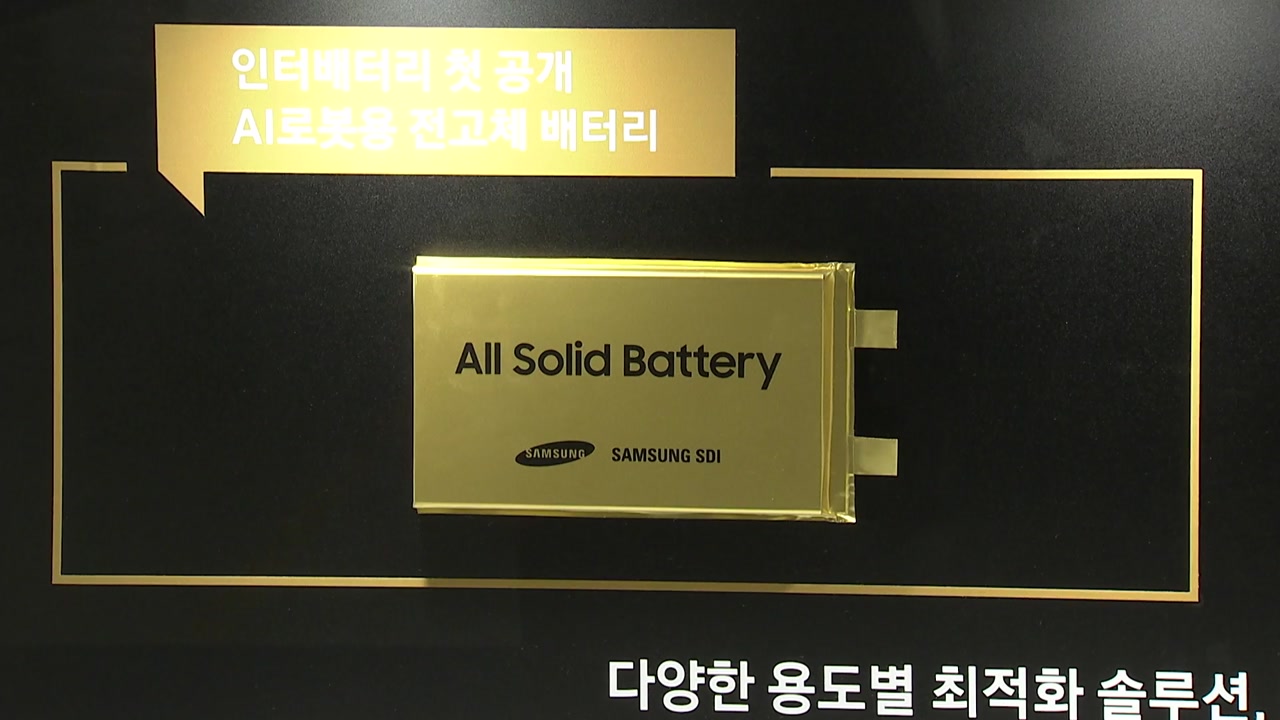 인터배터리 첫 공개
AI로봇용 전고체 배터리
All Solid Battery
SAMSUNG SAMSUNG SDI
다양한 용도별 최적화 솔루션,